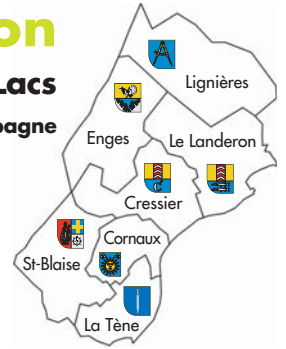 on
Lacs
pagne
Lignières
Enges
Le Landeron
Cressier
Cornaux
St-Blaise
La Tène